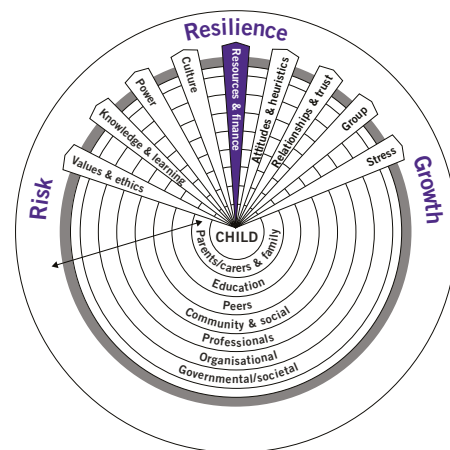 Resilience
Risk
Growth
Values & ethics
Knowledge & learning
Power
Culture
Resources & finance
Attitudes & heuristics
Relationships & trust
Group
Stress
CHILD
Parents/carers & family
Education
Peers
Community & social
Professionals
Organisational
Governmental/societal